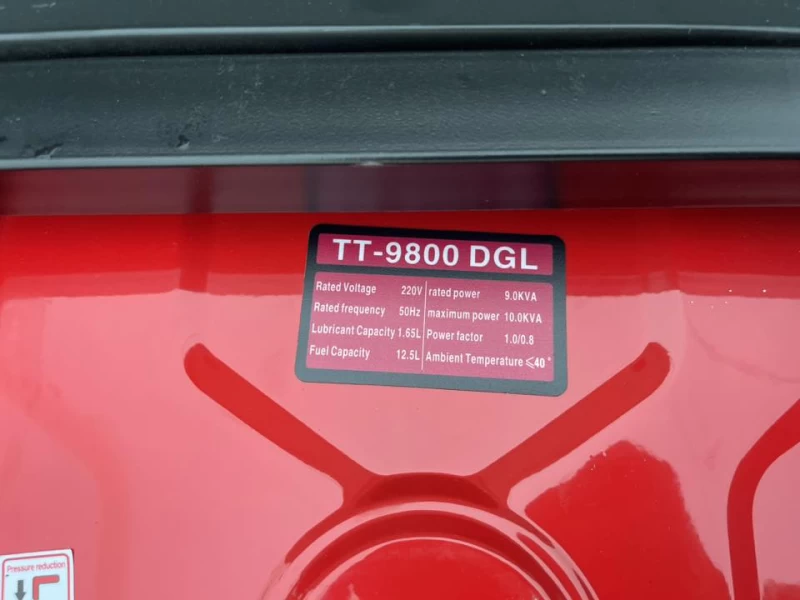 TT-9800 DGL
Rated Voltage 220V rated power 9.0KVA
Rated frequency 50Hz maximum power 10.0KVA
Lubricant Capacity 1.65L Power factor 1.0/0.8
Fuel Capacity 12.5L Ambient Temperature ⩽40°
Pressure reduction